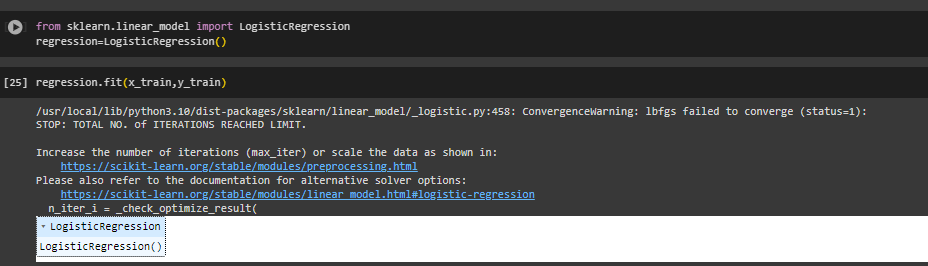 from sklearn.linear_model import LogisticRegression
regression=LogisticRegression()
[25] regression.fit(x_train,y_train)
/usr/local/lib/python3.10/dist-packages/sklearn/linear_model/_logistic.py:458: ConvergenceWarning: lbfgs failed to converge (status=1):
STOP: TOTAL NO. of ITERATIONS REACHED LIMIT.
Increase the number of iterations (max_iter) or scale the data as shown in:
https://scikit-learn.org/stable/modules/preprocessing.html
Please also refer to the documentation for alternative solver options:
https://scikit-learn.org/stable/modules/linear_model.html#logistic-regression
n_iter_i = _check_optimize_result(
LogisticRegression
LogisticRegression()